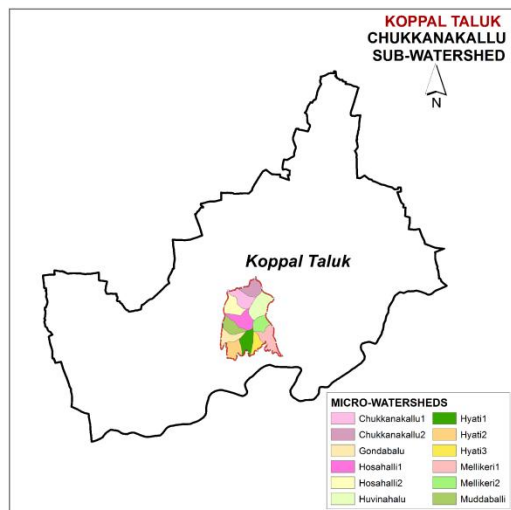 KOPPAL TALUK
CHUKKANAKALLU
SUB-WATERSHED
N
Koppal Taluk
MICRO-WATERSHEDS
Chukkanakallu1
Chukkanakallu2
Gondabalu
Hosahalli1
Hosahalli2
Huvinahalu
Hyati1
Hyati2
Hyati3
Mellikeri1
Mellikeri2
Muddaballi